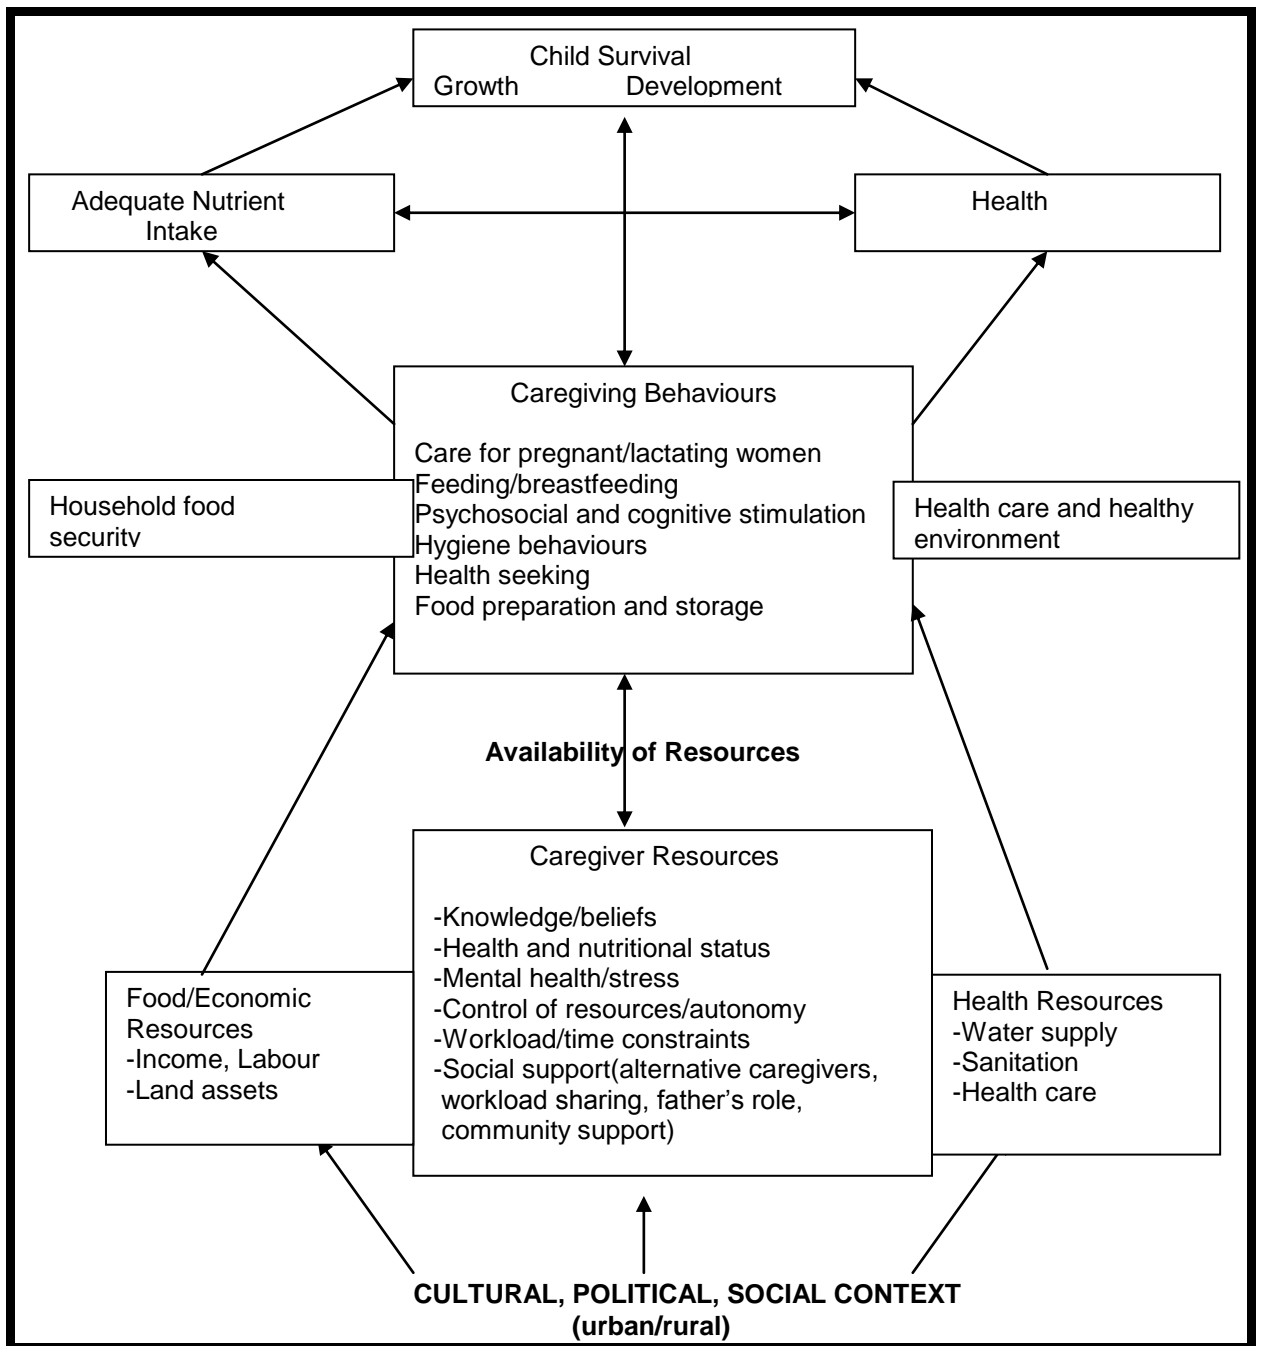 Child Survival
Growth Development
Adequate Nutrient
Intake
Health
Caregiving Behaviours
Care for pregnant/lactating women
Feeding/breastfeeding
Psychosocial and cognitive stimulation
Hygiene behaviours
Health seeking
Food preparation and storage
Household food
security
Health care and healthy
environment
Availability of Resources
Caregiver Resources
-Knowledge/beliefs
-Health and nutritional status
-Mental health/stress
-Control of resources/autonomy
-Workload/time constraints
-Social support(alternative caregivers,
workload sharing, father’s role,
community support)
Food/Economic
Resources
-Income, Labour
-Land assets
Health Resources
-Water supply
-Sanitation
-Health care
CULTURAL, POLITICAL, SOCIAL CONTEXT
(urban/rural)